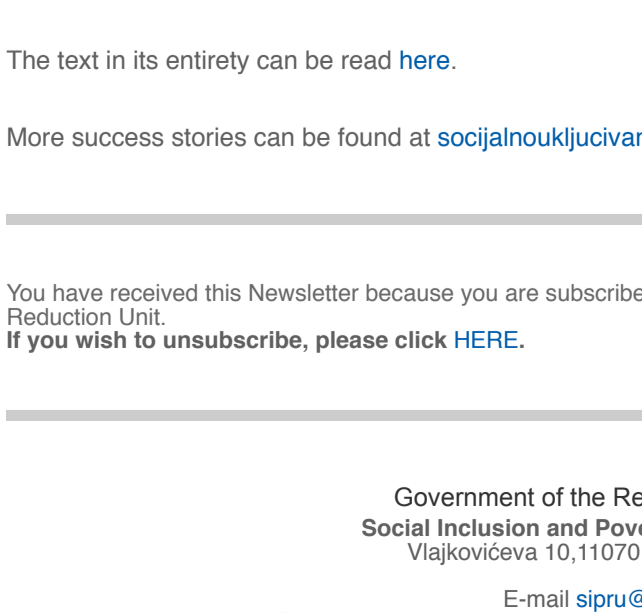 The text in its entirety can be read here.
More success stories can be found at socijalnoukljucivan
You have received this Newsletter because you are subscribe
Reduction Unit.
If you wish to unsubscribe, please click HERE.
Government of the Re
Social Inclusion and Pove
Vlajkovićeva 10,11070
E-mail sipru@